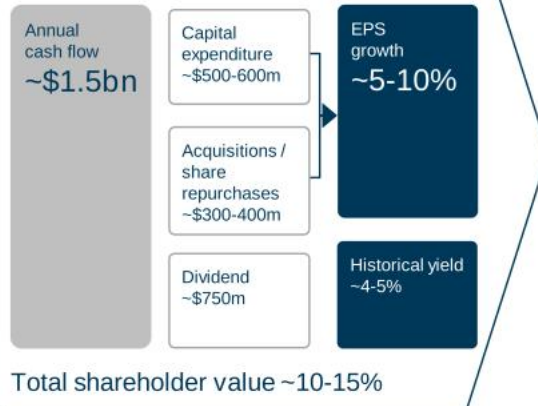 Annual
cash flow
~$1.5bn
Capital
expenditure
~$500-600m
Acquisitions /
share
repurchases
~$300-400m
Dividend
~$750m
EPS
growth
~5-10%
Historical yield
~4-5%
Total shareholder value ~10-15%